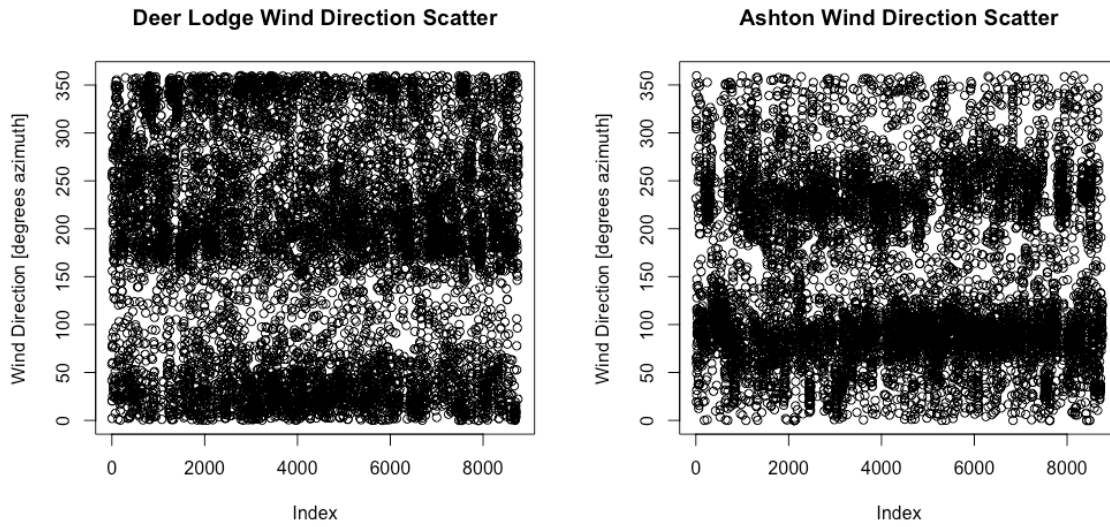 Deer Lodge Wind Direction Scatter
Wind Direction [degrees azimuth]
350
300
250
200
150
100
50
0
0 2000 4000 6000 8000
Index
Ashton Wind Direction Scatter
Wind Direction [degrees azimuth]
350
300
250
200
150
100
50
0
0 2000 4000 6000 8000
Index